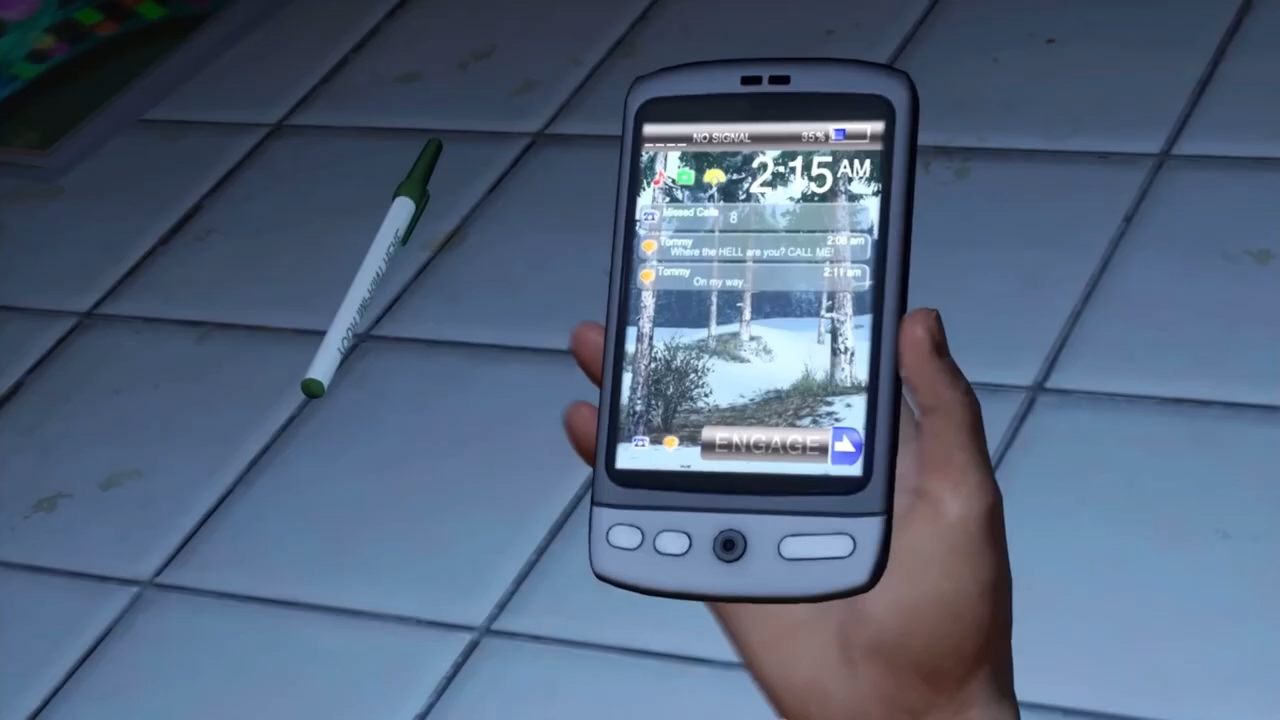 NO SIGNAL 35%
2:15 AM
21 Missed Calls 8
Tommy 2:08 am
Where the HELL are you? CALL ME!
Tommy 2:11 am
On my way.
ENGAGE